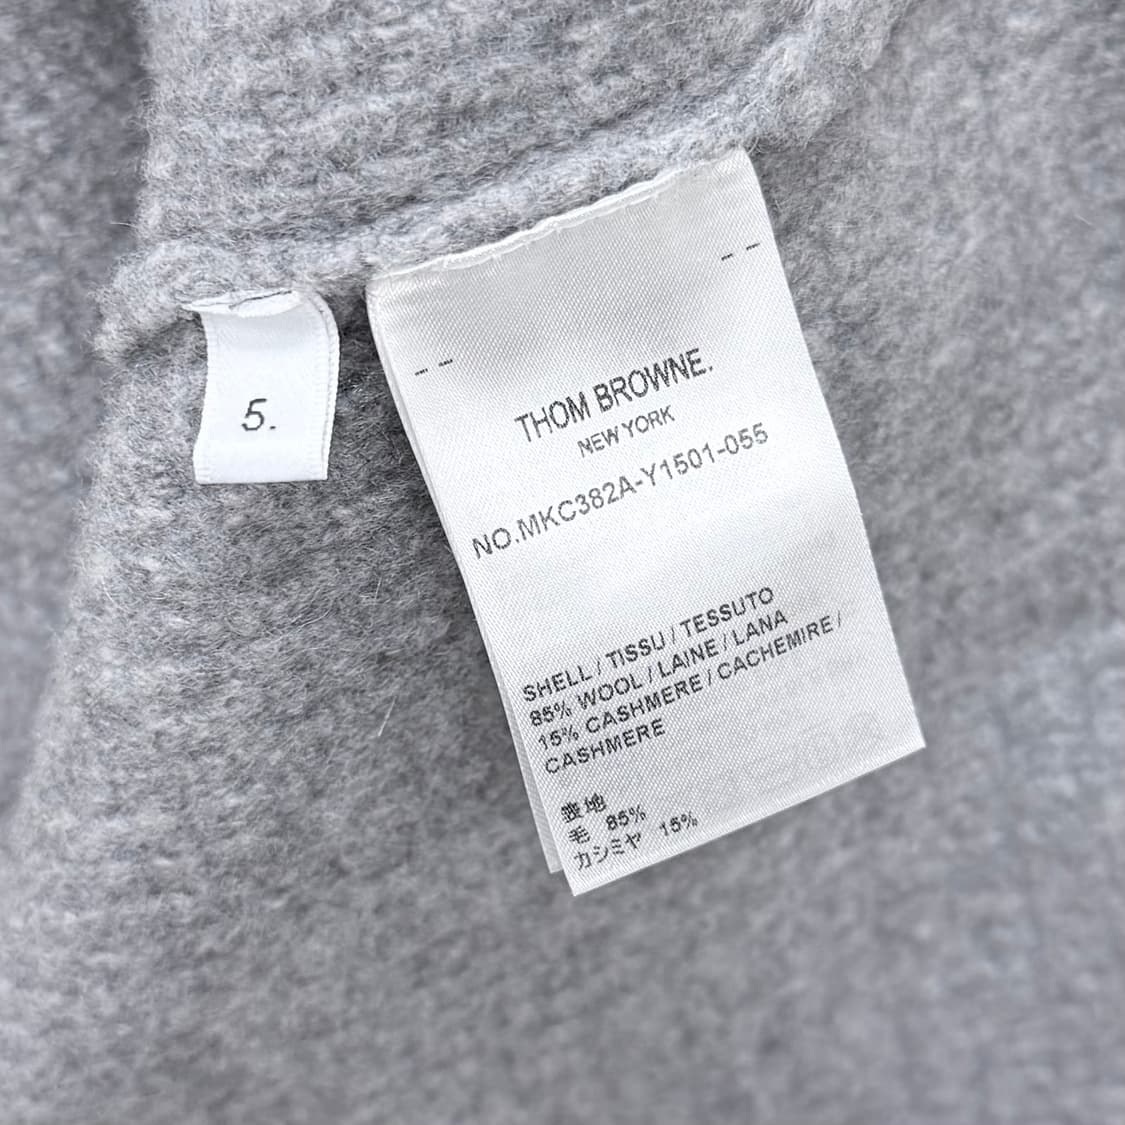 5.
THOM BROWNE.
NEW YORK
NO.MKC382A-Y1501-055
SHELL / TISSU / TESSUTO
85% WOOL / LAINE / LANA
15% CASHMERE / CACHEMIRE /
CASHMERE
表地
毛 85%
カシミヤ 15%